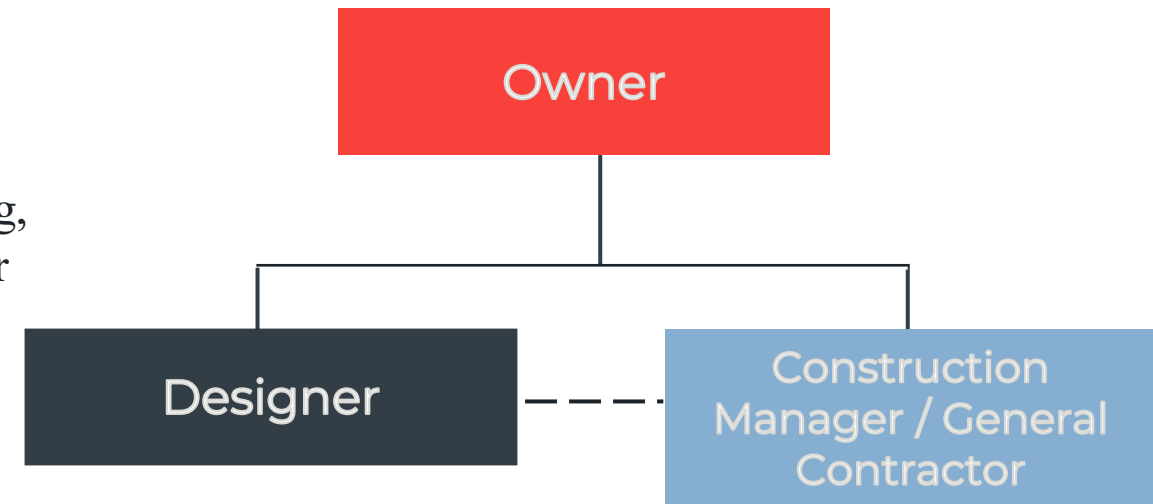 Owner
g,
r
Designer
Construction
Manager / General
Contractor